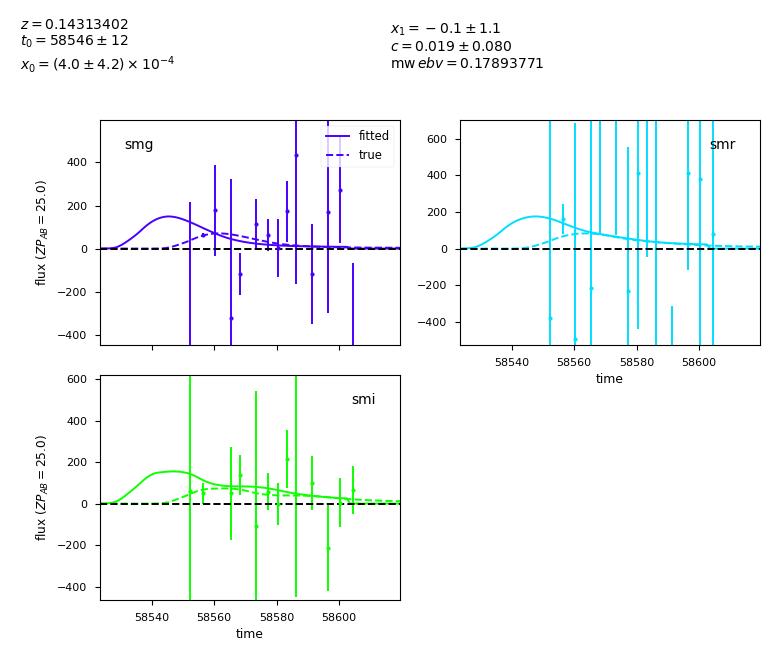 z = 0.14313402
t₀ = 58546 ± 12
x₀ = (4.0 ± 4.2) × 10⁻⁴
x₁ = −0.1 ± 1.1
c = 0.019 ± 0.080
mw ebv = 0.17893771
smg
fitted
true
400
200
0
−200
−400
flux (ZP_AB = 25.0)
smr
600
400
200
0
−200
−400
58540 58560 58580 58600
time
smi
600
400
200
0
−200
−400
flux (ZP_AB = 25.0)
58540 58560 58580 58600
time